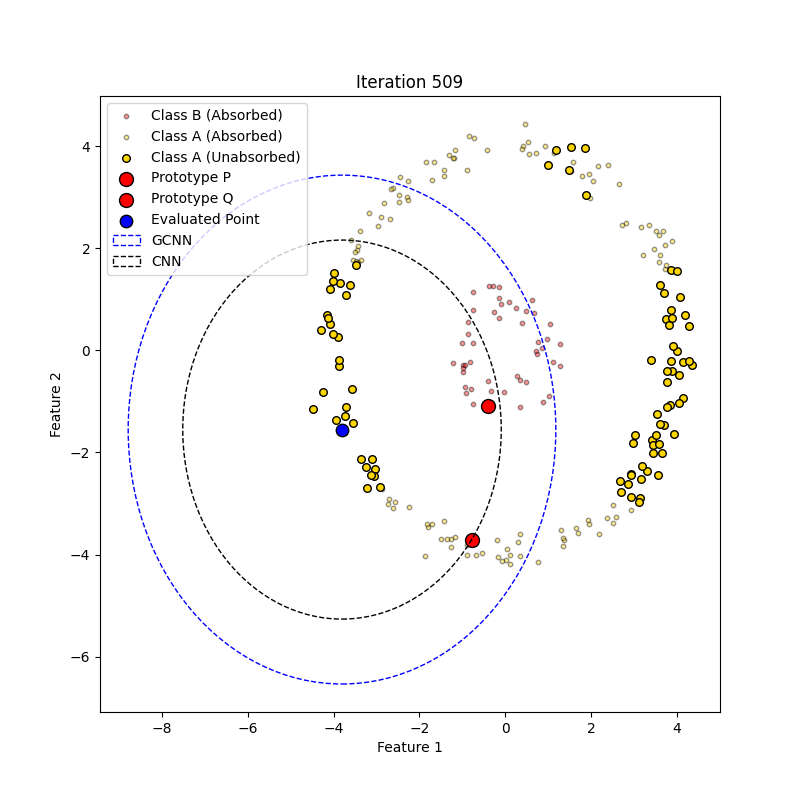 Iteration 509
Class B (Absorbed)
Class A (Absorbed)
Class A (Unabsorbed)
Prototype P
Prototype Q
Evaluated Point
GCNN
CNN
4
2
0
−2
−4
−6
Feature 2
−8
−6
−4
−2
0
2
4
Feature 1